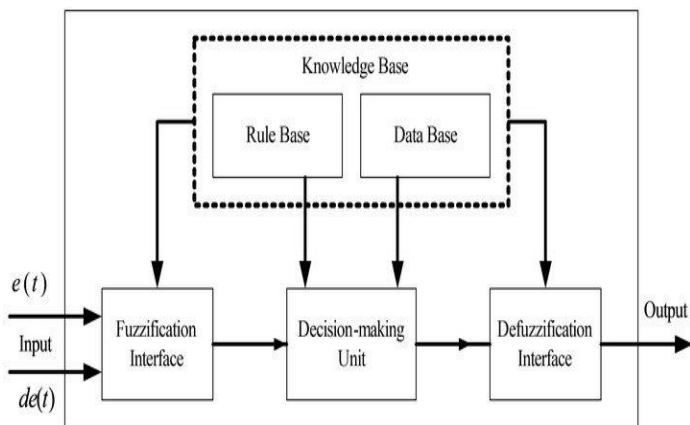 Knowledge Base
Rule Base
Data Base
e(t)
Input
de(t)
Fuzzification
Interface
Decision-making
Unit
Defuzzification
Interface
Output